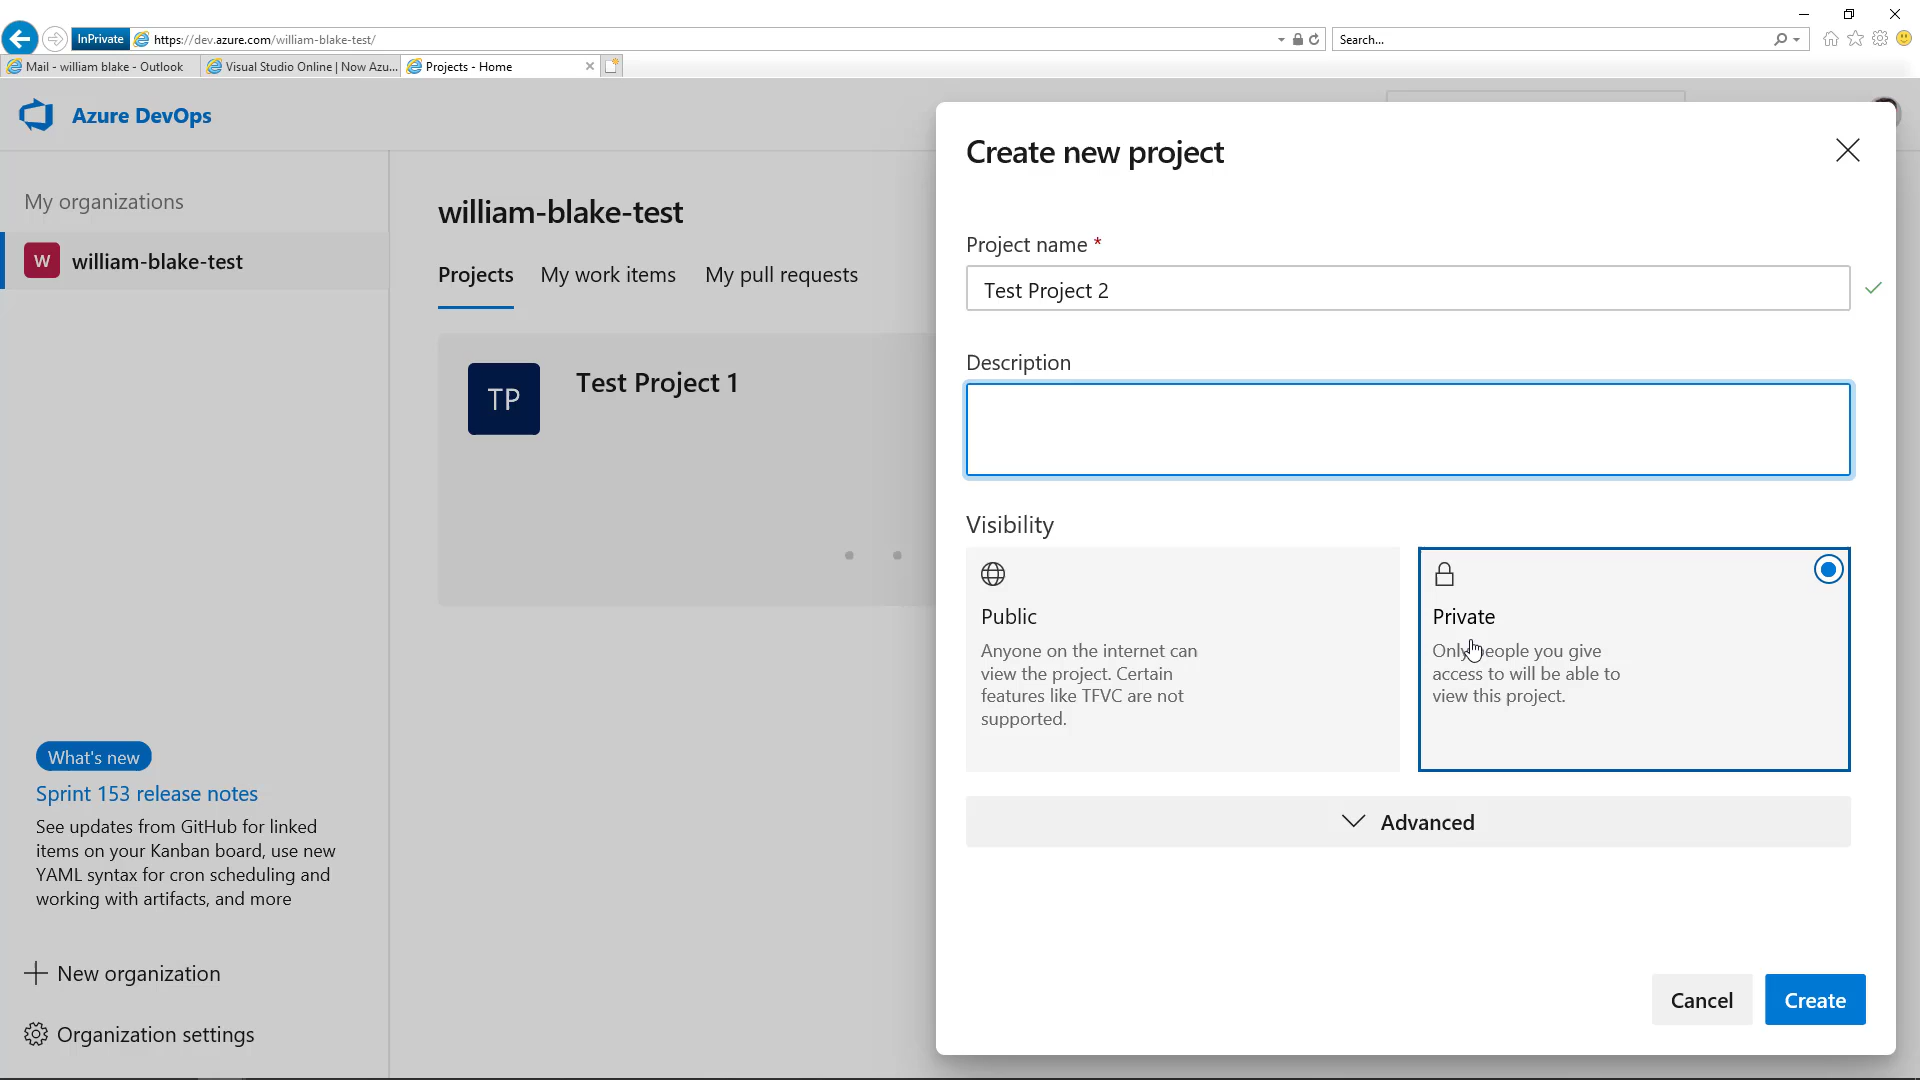 InPrivate
https://dev.azure.com/william-blake-test/
Search...
Mail - william blake - Outlook
Visual Studio Online | Now Azu...
Projects - Home
Azure DevOps
My organizations
W
william-blake-test
What's new
Sprint 153 release notes
See updates from GitHub for linked
items on your Kanban board, use new
YAML syntax for cron scheduling and
working with artifacts, and more
New organization
Organization settings
william-blake-test
Projects
My work items
My pull requests
TP
Test Project 1
Create new project
Project name *
Test Project 2
Description
Visibility
Public
Anyone on the internet can
view the project. Certain
features like TFVC are not
supported.
Private
Only people you give
access to will be able to
view this project.
Advanced
Cancel
Create